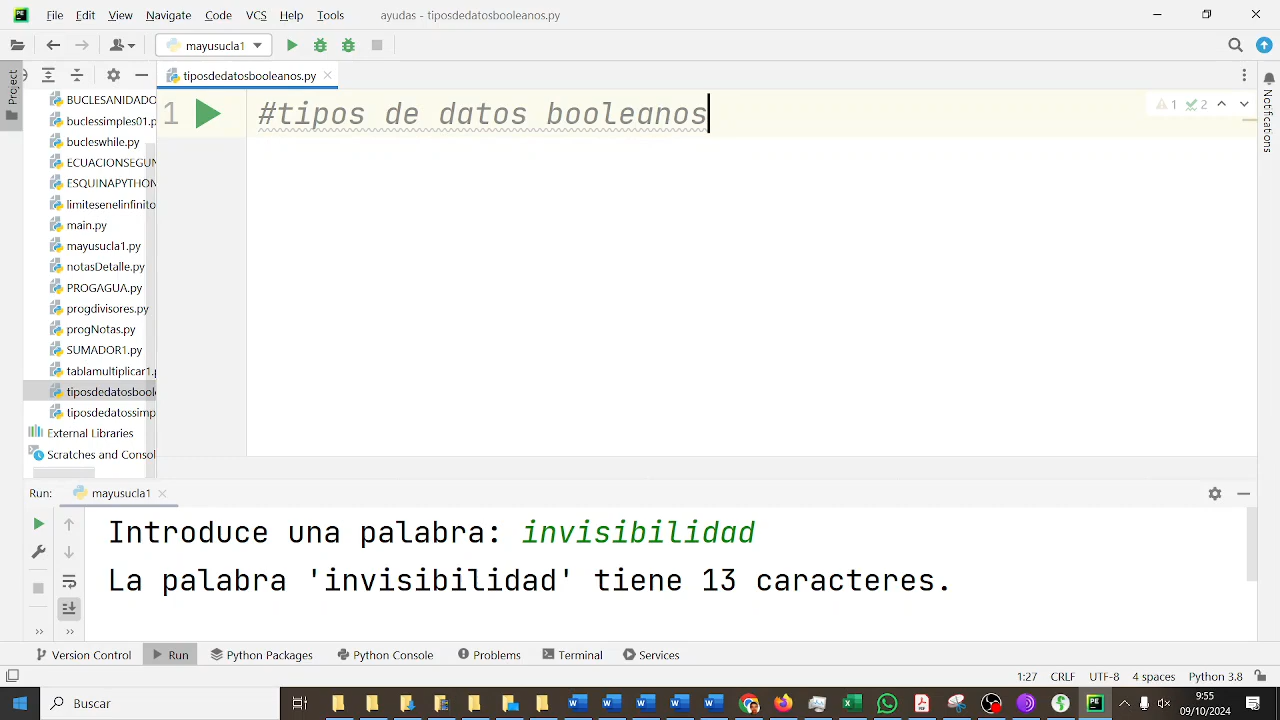 File Edit View Navigate Code VCS Help Tools ayudas - tiposdedatosbooleanos.py
mayusucla1
Project
tiposdedatosbooleanos.py
BUCLESANIDADO
buclessimples01.p
bucleswhile.py
ECUACIONSEGUN
ESQUINAPYTHON
limitesenelinfinito
main.py
mayusucla1.py
notasDetalle.py
PROGAGUA.py
progdivisores.py
progNotas.py
SUMADOR1.py
tablamultiplicar1.p
tiposdedatosboole
tiposdedatossimp
External Libraries
Scratches and Consol
1 #tipos de datos booleanos
1 2
Notifications
Run: mayusucla1
Introduce una palabra: invisibilidad
La palabra 'invisibilidad' tiene 13 caracteres.
Version Control Run Python Packages Python Console Problems Terminal Services
1:27 CRLF UTF-8 4 spaces Python 3.8
Buscar
9:55
09/10/2024